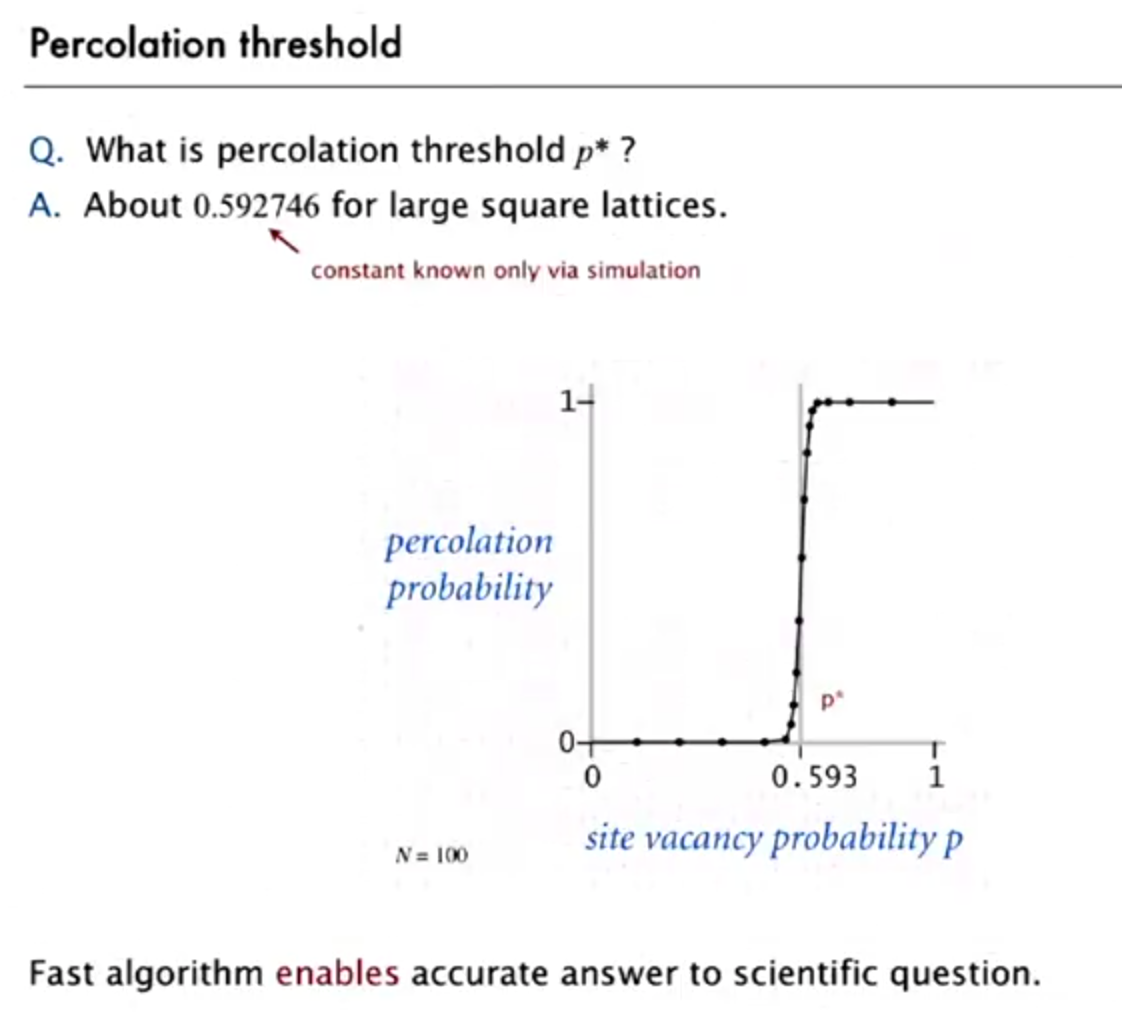 Percolation threshold
Q. What is percolation threshold p* ?
A. About 0.592746 for large square lattices.
constant known only via simulation
1
percolation
probability
p*
0
0 0.593 1
site vacancy probability p
N = 100
Fast algorithm enables accurate answer to scientific question.